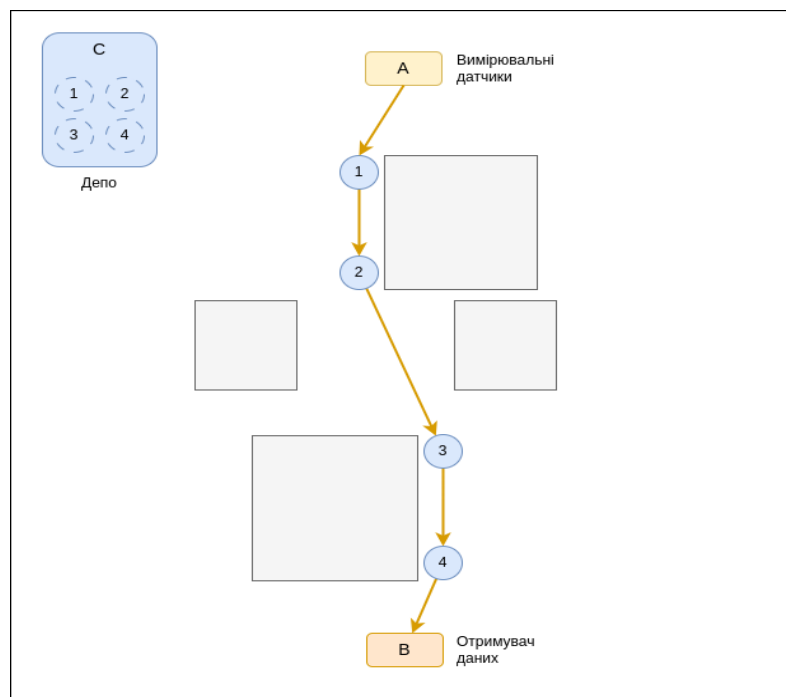 C
1 2
3 4
Депо
A
Вимірювальні
датчики
1
2
3
4
B
Отримувач
даних